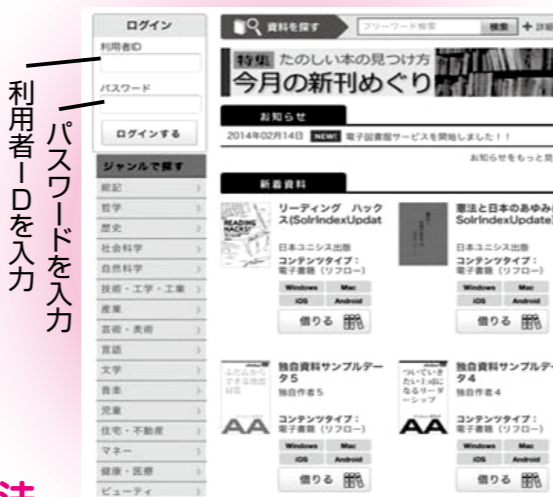 利用者IDを入力
パスワードを入力
ログイン
利用者ID
パスワード
ログインする
ジャンルで探す
総記
哲学
歴史
社会科学
自然科学
技術・工学・工業
産業
芸術・美術
言語
文学
音楽
児童
住宅・不動産
マネー
健康・医療
ビューティ
資料を探す
フリーワード検索
検索
+詳細
特集 たのしい本の見つけ方
今月の新刊めぐり
お知らせ
2014年02月14日 NEW! 電子図書館サービスを開始しました!!
お知らせをもっと見
新着資料
READING HACKS!
リーディング ハック
ス(SolrIndexUpdat
日本ユニシス出版
コンテンツタイプ:
電子書籍(リフロー)
Windows Mac
iOS Android
借りる
憲法と日本のあゆみ
SolrIndexUpdate)
日本ユニシス出版
コンテンツタイプ:
電子書籍(リフロー)
Windows Mac
iOS Android
借りる
AA
独自資料サンプルデー
タ5
独自作者5
コンテンツタイプ:
電子書籍(リフロー)
Windows Mac
iOS Android
借りる
ついていき
たい!と思
AA
独自資料サンプルデー
タ4
独自作者4
コンテンツタイプ:
電子書籍(リフロー)
Windows Mac
iOS Android
借りる
法